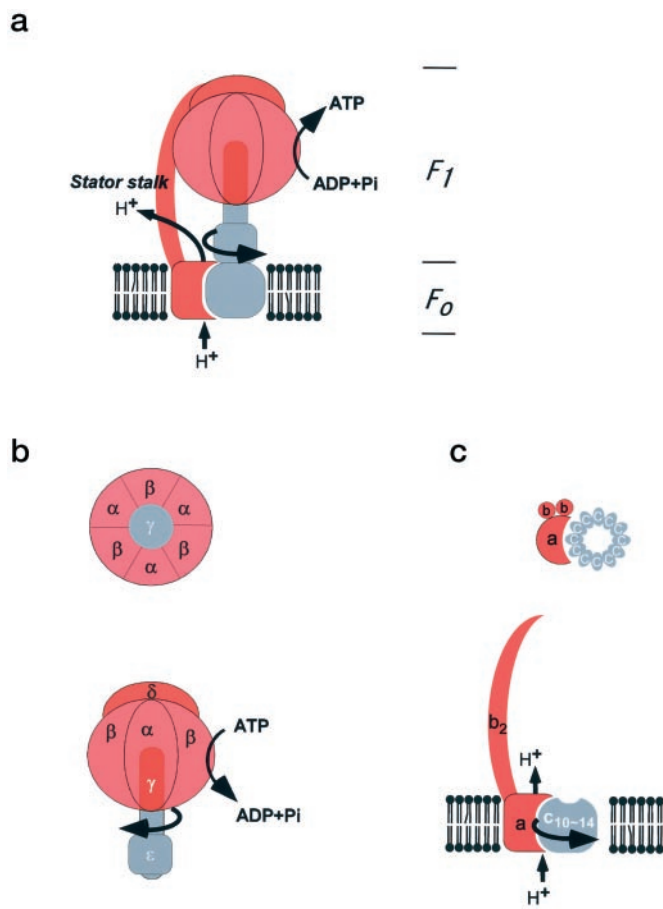 a
ATP
F1
Stator stalk
ADP+Pi
H+
Fo
H+
b
c
β
α
α
γ
β
β
α
b
b
a
C
C
C
C
C
C
C
C
C
C
C
C
δ
β
α
β
ATP
γ
ADP+Pi
ε
b2
H+
a
C10~14
H+